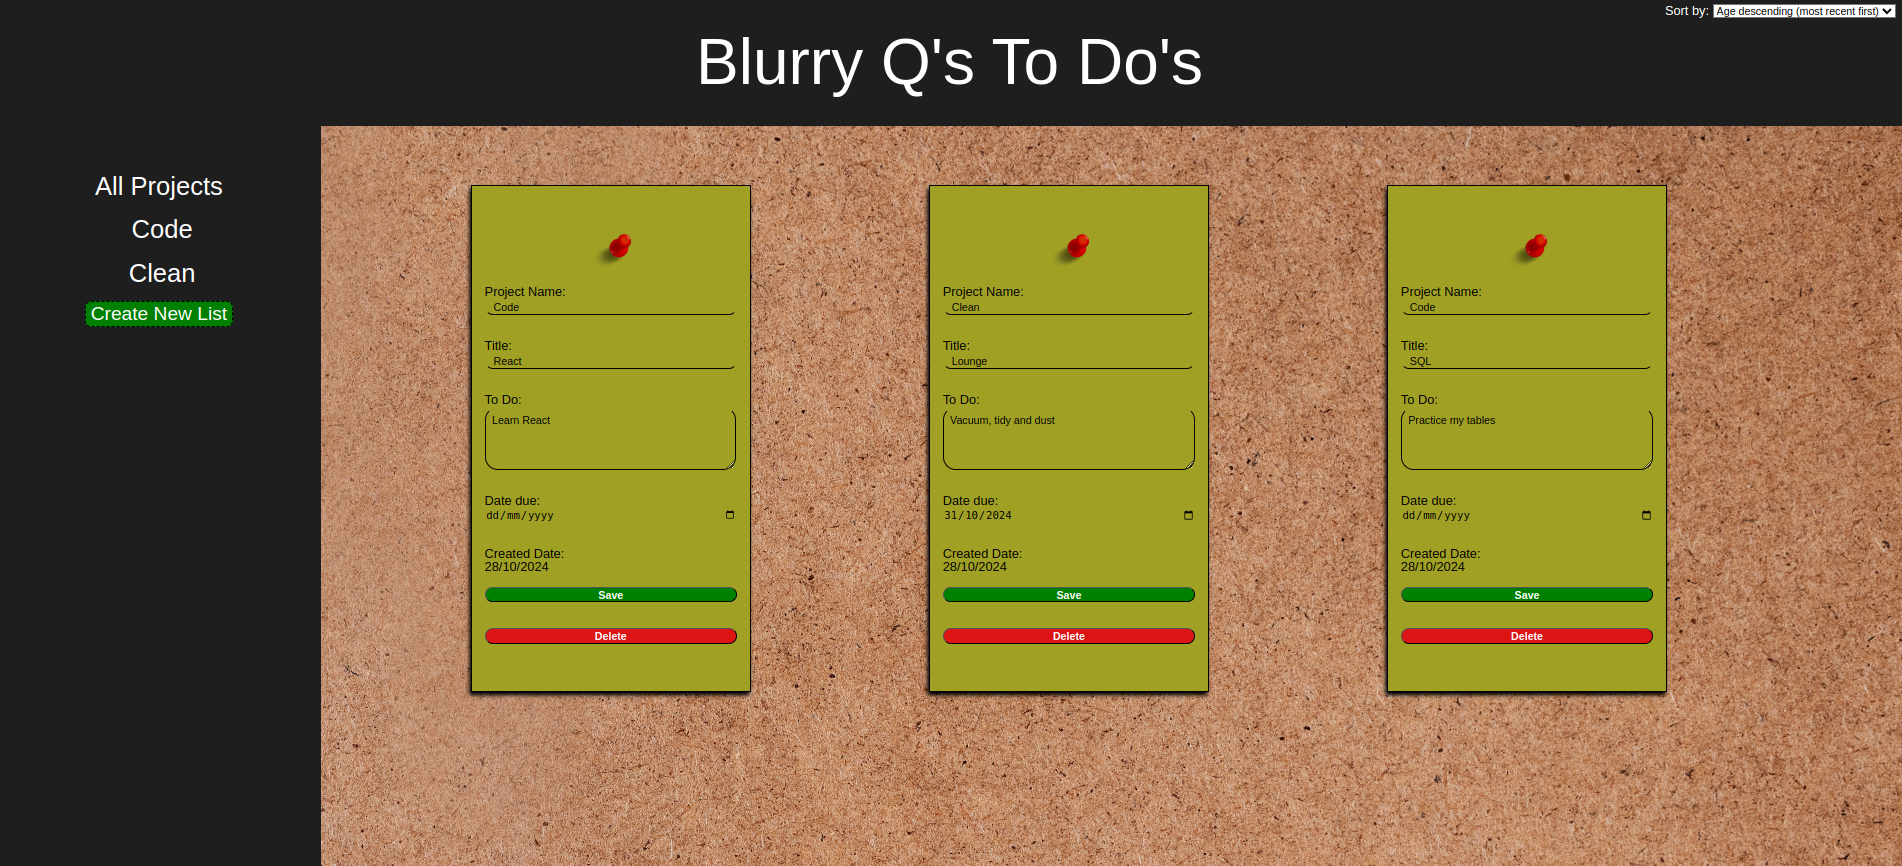 Sort by: Age descending (most recent first)
Blurry Q's To Do's
All Projects
Code
Clean
Create New List
Project Name:
Code
Title:
React
To Do:
Learn React
Date due:
dd/mm/yyyy
Created Date:
28/10/2024
Save
Delete
Project Name:
Clean
Title:
Lounge
To Do:
Vacuum, tidy and dust
Date due:
31/10/2024
Created Date:
28/10/2024
Save
Delete
Project Name:
Code
Title:
SQL
To Do:
Practice my tables
Date due:
dd/mm/yyyy
Created Date:
28/10/2024
Save
Delete